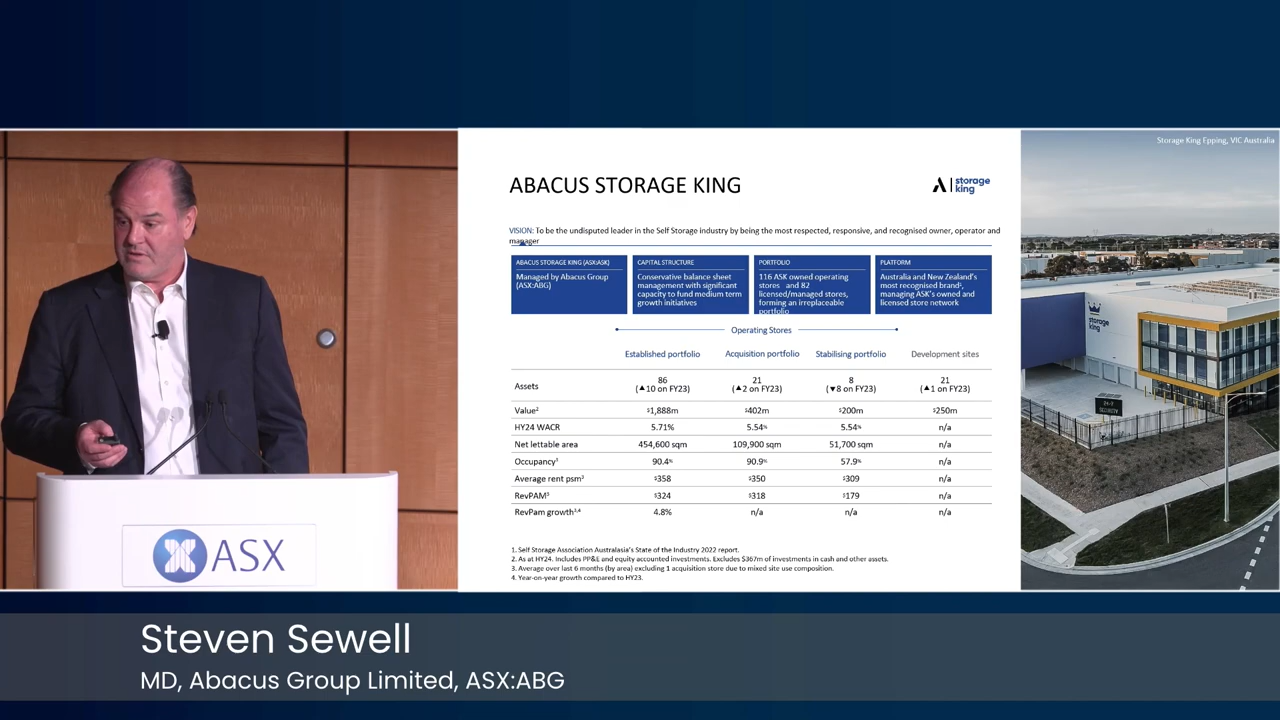 Storage King Epping, VIC Australia
ABACUS STORAGE KING
storage
king
VISION: To be the undisputed leader in the Self Storage industry by being the most respected, responsive, and recognised owner, operator and
manager
ABACUS STORAGE KING (ASX:ASK)
Managed by Abacus Group
(ASX:ABG)
CAPITAL STRUCTURE
Conservative balance sheet
management with significant
capacity to fund medium term
growth initiatives
PORTFOLIO
116 ASK owned operating
stores and 82
licensed/managed stores,
forming an irreplaceable
portfolio
PLATFORM
Australia and New Zealand's
most recognised brand¹,
managing ASK's owned and
licensed store network
Operating Stores
Established portfolio Acquisition portfolio Stabilising portfolio Development sites
Assets 86 21 8 21
(▲10 on FY23) (▲2 on FY23) (▼8 on FY23) (▲1 on FY23)
Value² $1,888m $402m $200m $250m
HY24 WACR 5.71% 5.54% 5.54% n/a
Net lettable area 454,600 sqm 109,900 sqm 51,700 sqm n/a
Occupancy³ 90.4% 90.9% 57.9% n/a
Average rent psm³ $358 $350 $309 n/a
RevPAM³ $324 $318 $179 n/a
RevPam growth³,⁴ 4.8% n/a n/a n/a
1. Self Storage Association Australasia's State of the Industry 2022 report.
2. As at HY24. Includes PP&E and equity accounted investments. Excludes $367m of investments in cash and other assets.
3. Average over last 6 months (by area) excluding 1 acquisition store due to mixed site use composition.
4. Year-on-year growth compared to HY23.
storage
king
24-7
SECURITY
ASX
Steven Sewell
MD, Abacus Group Limited, ASX:ABG